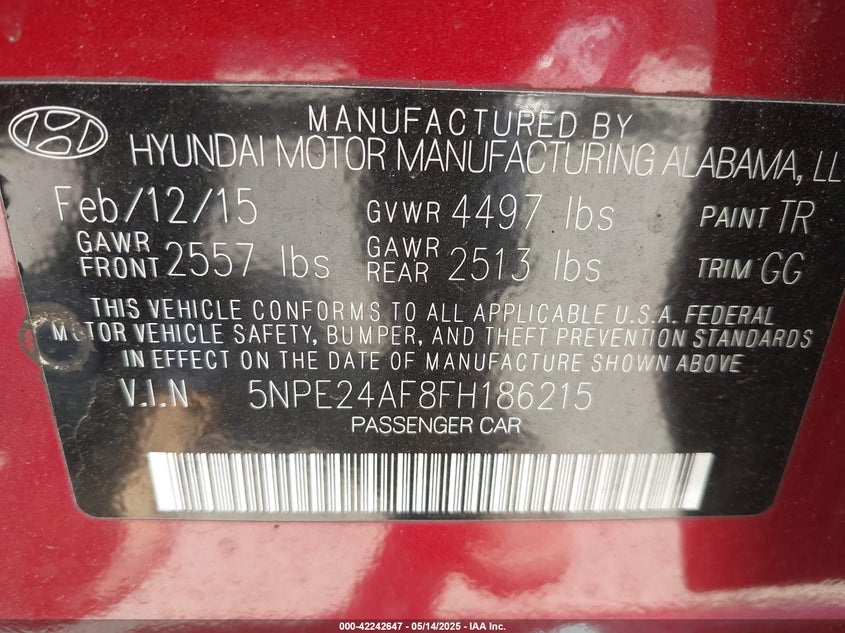 MANUFACTURED BY
HYUNDAI MOTOR MANUFACTURING ALABAMA, LL
Feb/12/15 GVWR 4497 lbs PAINT TR
GAWR FRONT 2557 lbs GAWR REAR 2513 lbs TRIM GG
THIS VEHICLE CONFORMS TO ALL APPLICABLE U.S.A. FEDERAL
MOTOR VEHICLE SAFETY, BUMPER, AND THEFT PREVENTION STANDARDS
IN EFFECT ON THE DATE OF MANUFACTURE SHOWN ABOVE
V.I.N 5NPE24AF8FH186215
PASSENGER CAR
000-42242647 - 05/14/2025 - IAA Inc.